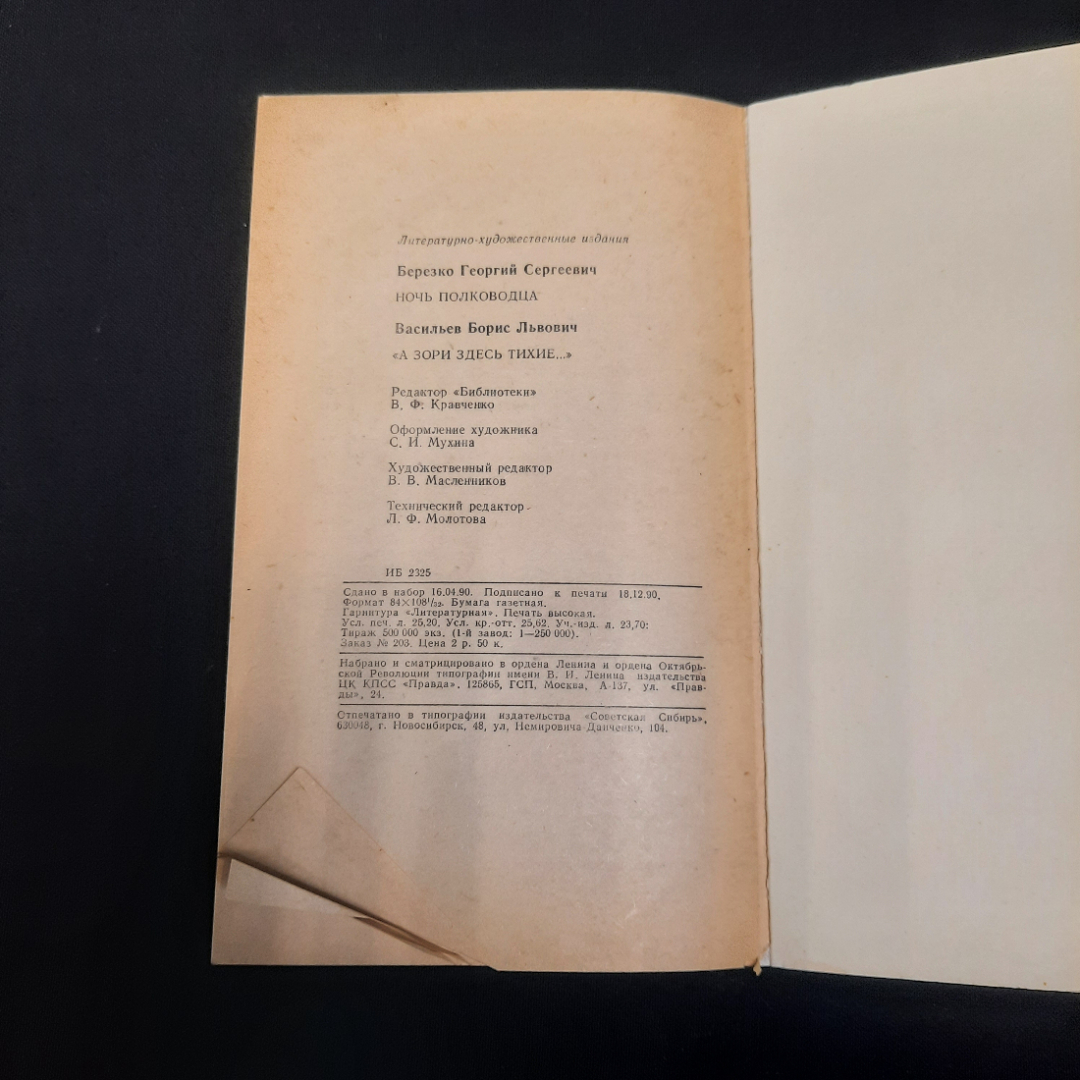 Литературно-художественные издания
Березко Георгий Сергеевич
НОЧЬ ПОЛКОВОДЦА
Васильев Борис Львович
«А ЗОРИ ЗДЕСЬ ТИХИЕ...»
Редактор «Библиотеки»
В. Ф. Кравченко
Оформление художника
С. И. Мухина
Художественный редактор
В. В. Масленников
Технический редактор
Л. Ф. Молотова
ИБ 2325
Сдано в набор 16.04.90. Подписано к печати 18.12.90.
Формат 84×108¹/₃₂. Бумага газетная.
Гарнитура «Литературная». Печать высокая.
Усл. печ. л. 25,20. Усл. кр.-отт. 25,62. Уч.-изд. л. 23,70.
Тираж 500 000 экз. (1-й завод: 1—250 000).
Заказ № 203. Цена 2 р. 50 к.
Набрано и сматрицировано в ордена Ленина и ордена Октябрь-
ской Революции типографии имени В. И. Ленина издательства
ЦК КПСС «Правда». 125865, ГСП, Москва, А-137, ул. «Прав-
ды», 24.
Отпечатано в типографии издательства «Советская Сибирь»,
630048, г. Новосибирск, 48, ул. Немировича-Данченко, 104.